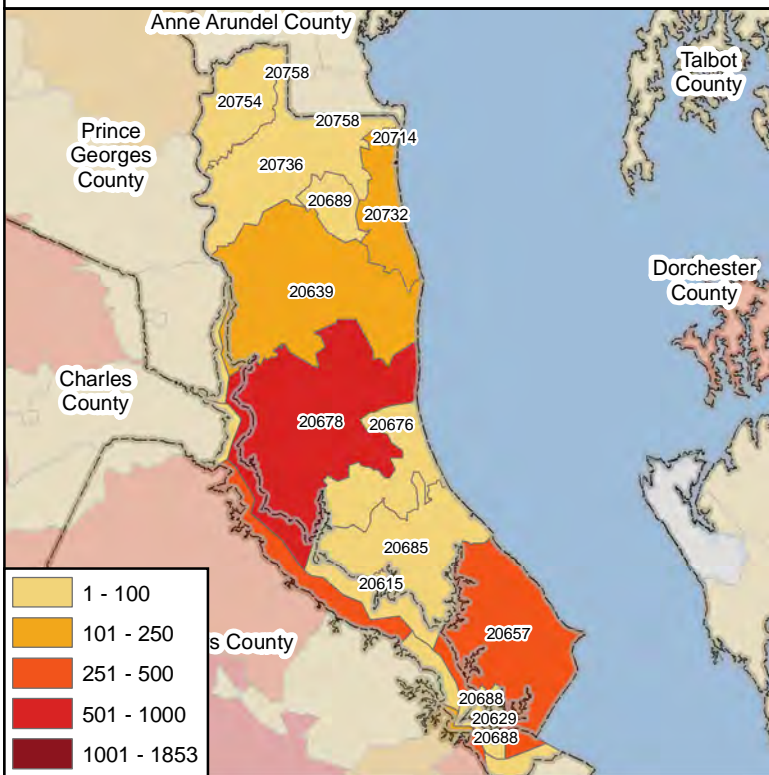 Anne Arundel County
Talbot
County
20758
20754
20758
Prince
Georges
County
20714
20736
20689
20732
Dorchester
County
20639
Charles
County
20678
20676
20685
20615
20657
s County
20688
20629
20688
1 - 100
101 - 250
251 - 500
501 - 1000
1001 - 1853